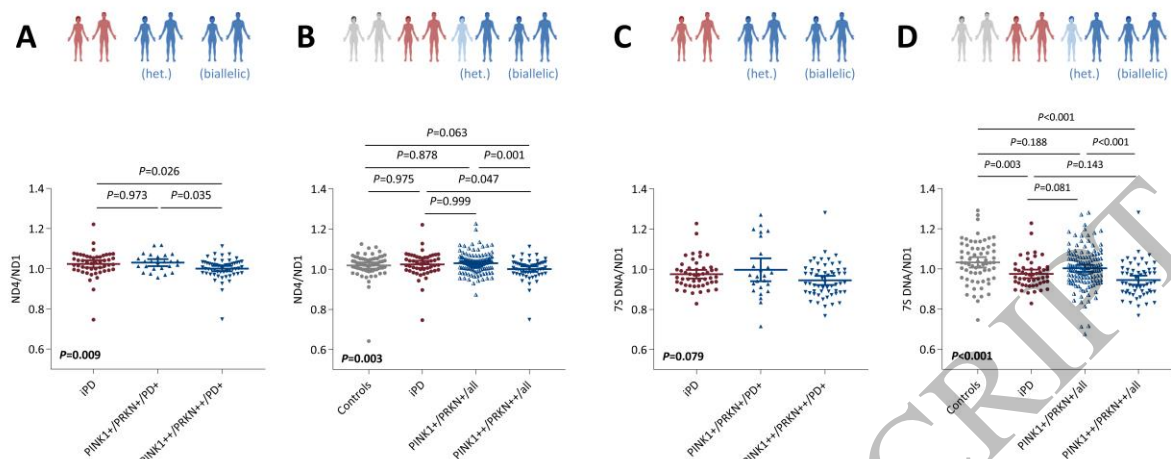 A
(het.) (biallelic)
P=0.026
P=0.973 P=0.035
1.4
1.2
1.0
0.8
0.6
ND4/ND1
P=0.009
iPD
PINK1+/PRKN+/PD+
PINK1++/PRKN++/PD+
B
(het.) (biallelic)
P=0.063
P=0.878 P=0.001
P=0.975 P=0.047
P=0.999
1.4
1.2
1.0
0.8
0.6
ND4/ND1
P=0.003
Controls
iPD
PINK1+/PRKN+/all
PINK1++/PRKN++/all
C
(het.) (biallelic)
1.4
1.2
1.0
0.8
0.6
7S DNA/ND1
P=0.079
iPD
PINK1+/PRKN+/PD+
PINK1++/PRKN++/PD+
D
(het.) (biallelic)
P<0.001
P=0.188 P<0.001
P=0.003 P=0.143
P=0.081
1.4
1.2
1.0
0.8
0.6
7S DNA/ND1
P<0.001
Controls
iPD
PINK1+/PRKN+/all
PINK1++/PRKN++/all
CRIPT